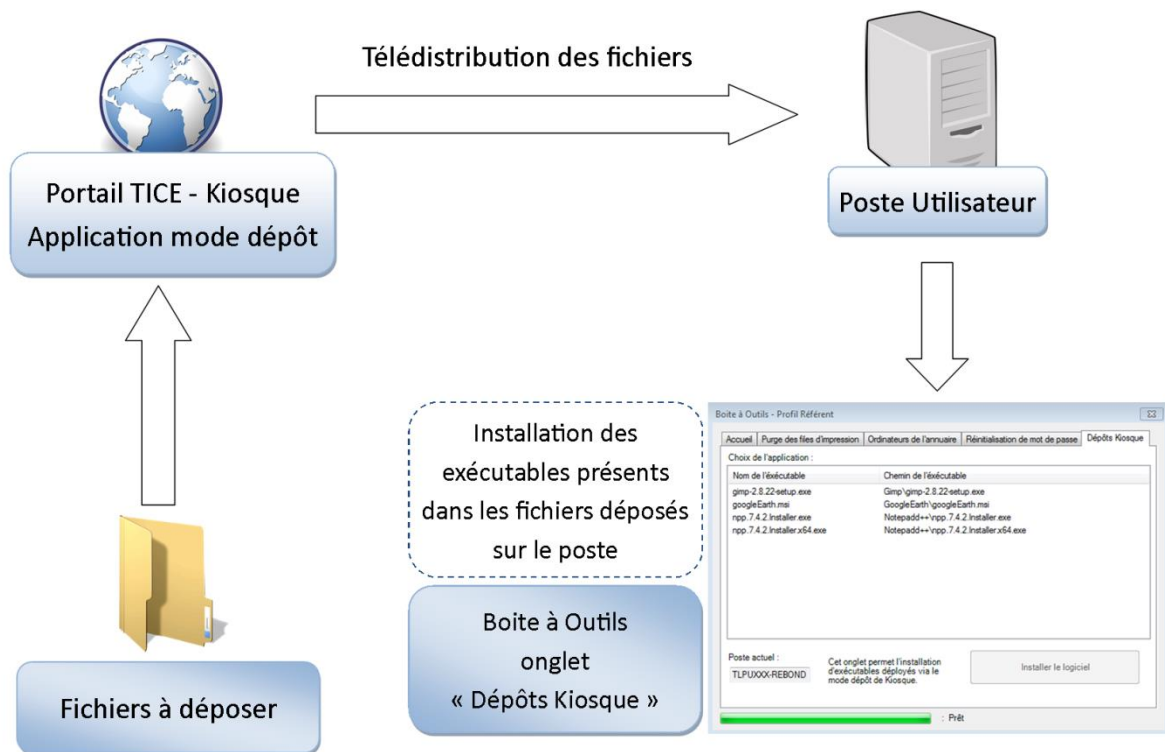 Télédistribution des fichiers
Portail TICE - Kiosque
Application mode dépôt
Poste Utilisateur
Fichiers à déposer
Installation des
exécutables présents
dans les fichiers déposés
sur le poste
Boite à Outils
onglet
« Dépôts Kiosque »
Boite à Outils - Profil Référent
Accueil Purge des files d'impression Ordinateurs de l'annuaire Réinitialisation de mot de passe Dépôts Kiosque
Choix de l'application :
Nom de l'éxécutable Chemin de l'éxécutable
gimp-2.8.22-setup.exe Gimp\gimp-2.8.22-setup.exe
googleEarth.msi GoogleEarth\googleEarth.msi
npp.7.4.2.Installer.exe Notepadd++\npp.7.4.2.Installer.exe
npp.7.4.2.Installer.x64.exe Notepadd++\npp.7.4.2.Installer.x64.exe
Poste actuel :
TLPUXXX-REBOND
Cet onglet permet l'installation
d'exécutables déployés via le
mode dépôt de Kiosque.
Installer le logiciel
: Prêt